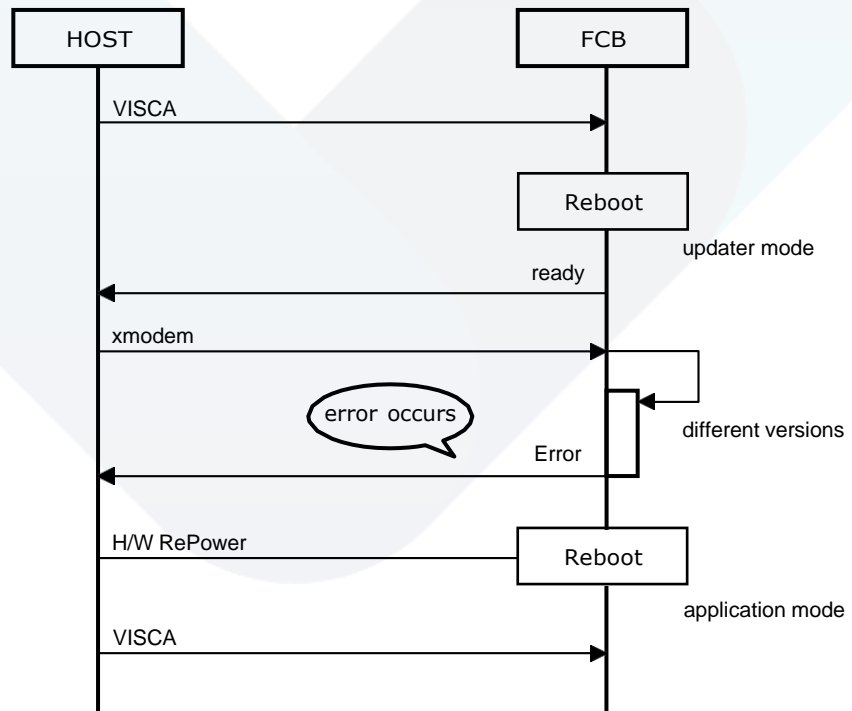 HOST
FCB
VISCA
Reboot
updater mode
ready
xmodem
error occurs
different versions
Error
H/W RePower
Reboot
application mode
VISCA